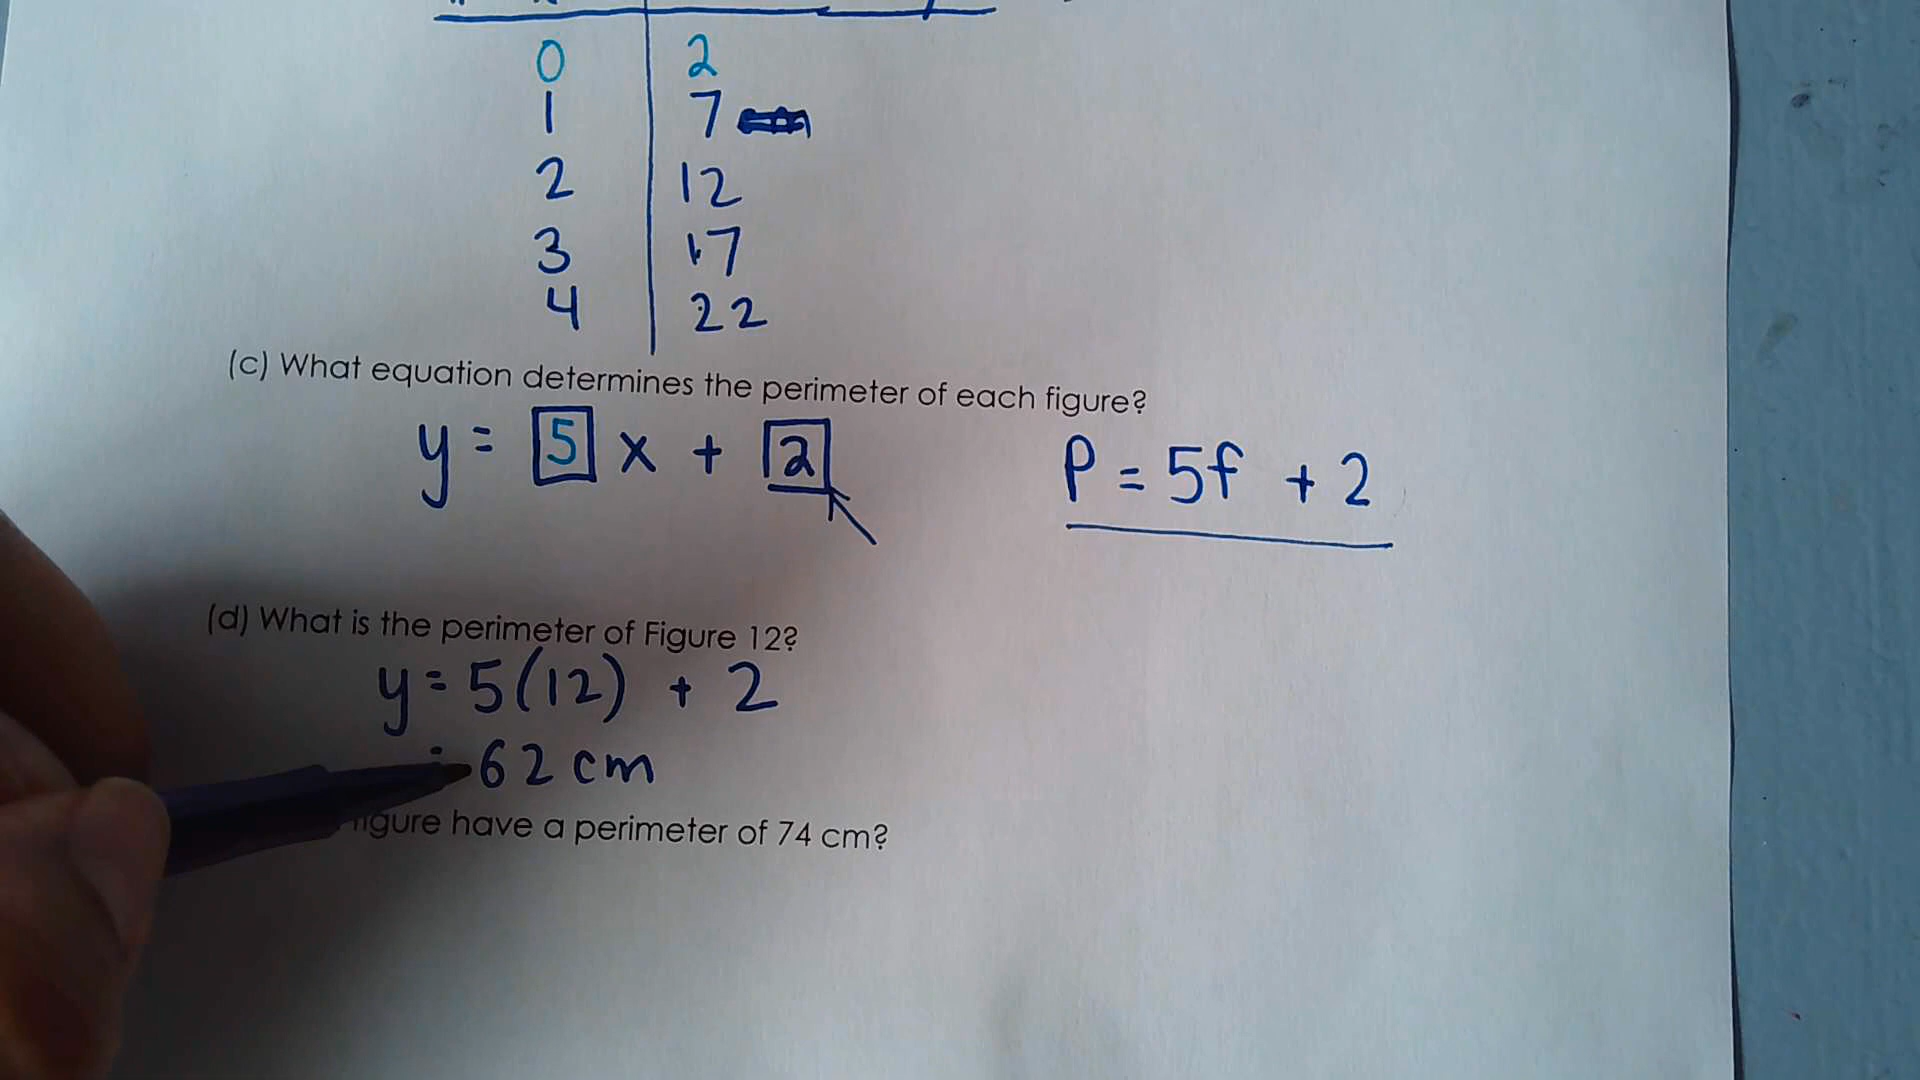 0 2
1 7
2 12
3 17
4 22
(c) What equation determines the perimeter of each figure?
y = 5 x + 2
P = 5f + 2
(d) What is the perimeter of Figure 12?
y = 5(12) + 2
62 cm
have a perimeter of 74 cm?